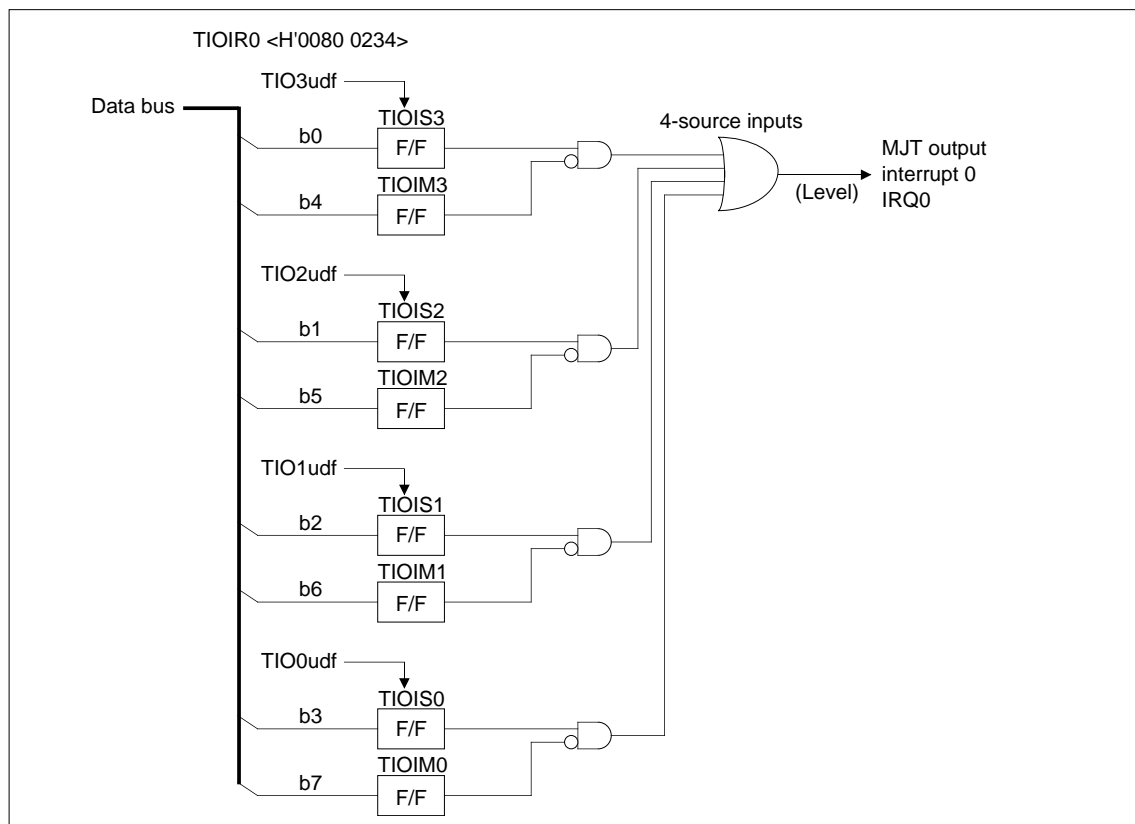 TIOIR0 <H'0080 0234>
TIO3udf
Data bus
TIOIS3
b0
F/F
4-source inputs
MJT output
interrupt 0
IRQ0
(Level)
TIOIM3
b4
F/F
TIO2udf
TIOIS2
b1
F/F
TIOIM2
b5
F/F
TIO1udf
TIOIS1
b2
F/F
TIOIM1
b6
F/F
TIO0udf
TIOIS0
b3
F/F
TIOIM0
b7
F/F